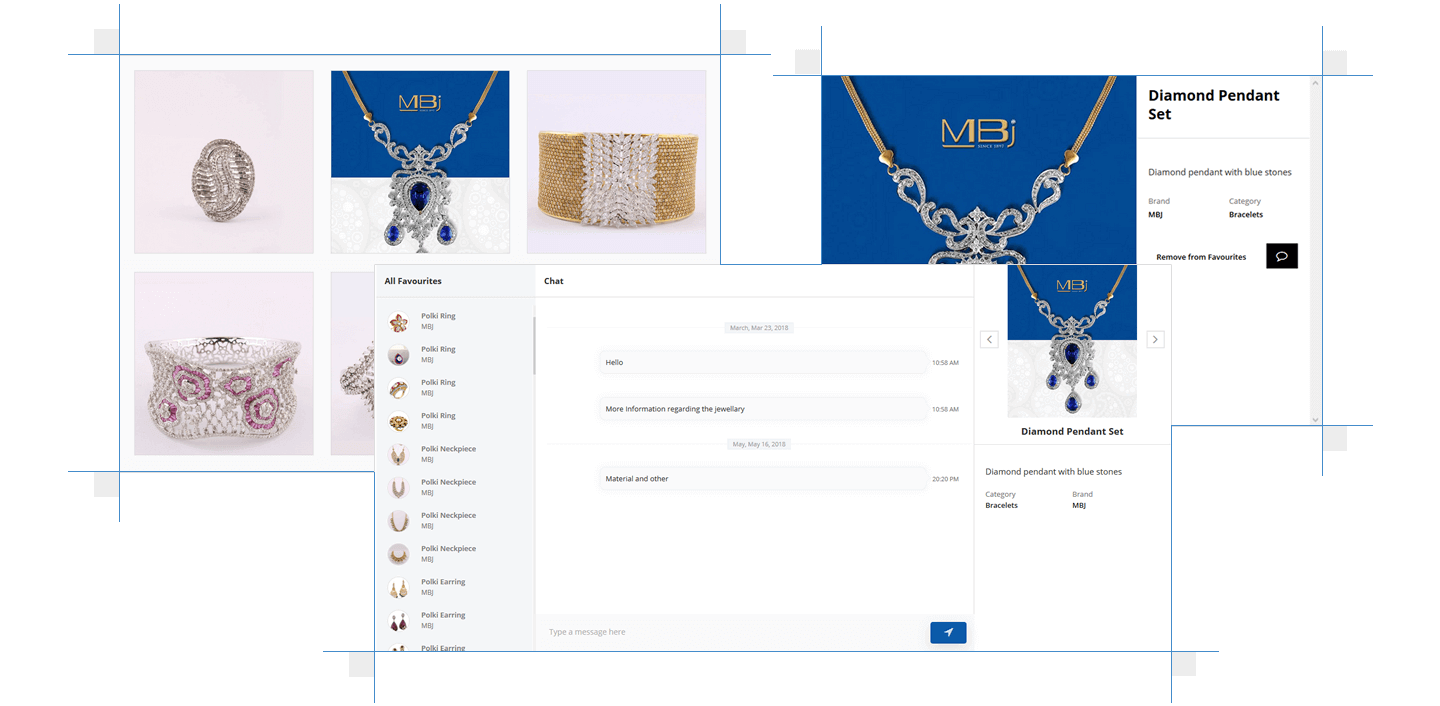 MBj
SINCE 1897
MBj
SINCE 1897
Diamond Pendant
Set
Diamond pendant with blue stones
Brand
Category
MBJ
Bracelets
Remove from Favourites
All Favourites
Polki Ring
MBJ
Polki Ring
MBJ
Polki Ring
MBJ
Polki Ring
MBJ
Polki Neckpiece
MBJ
Polki Neckpiece
MBJ
Polki Neckpiece
MBJ
Polki Neckpiece
MBJ
Polki Earring
MBJ
Polki Earring
MBJ
Polki Earring
Chat
March, Mar 23, 2018
Hello
10:58 AM
More Information regarding the jewellary
10:58 AM
May, May 16, 2018
Material and other
20:20 PM
Type a message here
MBj
Diamond Pendant Set
Diamond pendant with blue stones
Category
Brand
Bracelets
MBJ